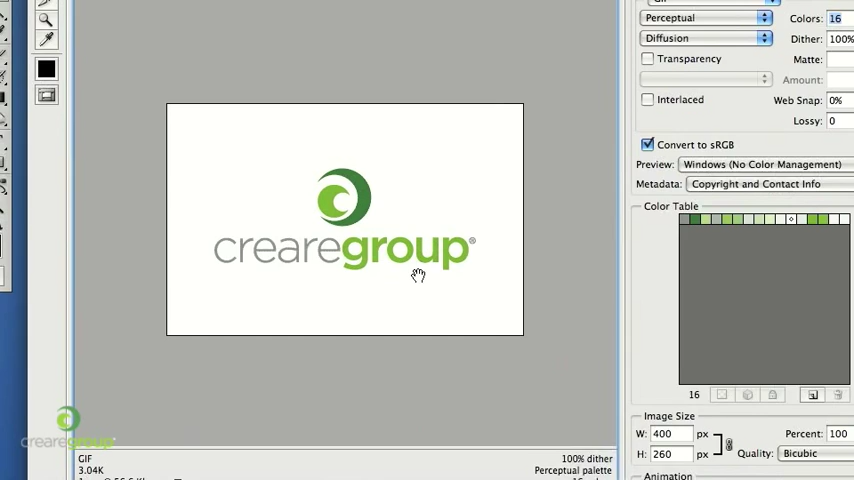 Perceptual
Colors: 16
Diffusion
Dither: 100%
Transparency
Matte:
Amount:
Interlaced
Web Snap: 0%
Lossy: 0
Convert to sRGB
Preview: Windows (No Color Management)
Metadata: Copyright and Contact Info
Color Table
crearegroup®
16
Image Size
W: 400 px
Percent: 100
H: 260 px
Quality: Bicubic
Animation
crearegroup
GIF
100% dither
3.04K
Perceptual palette